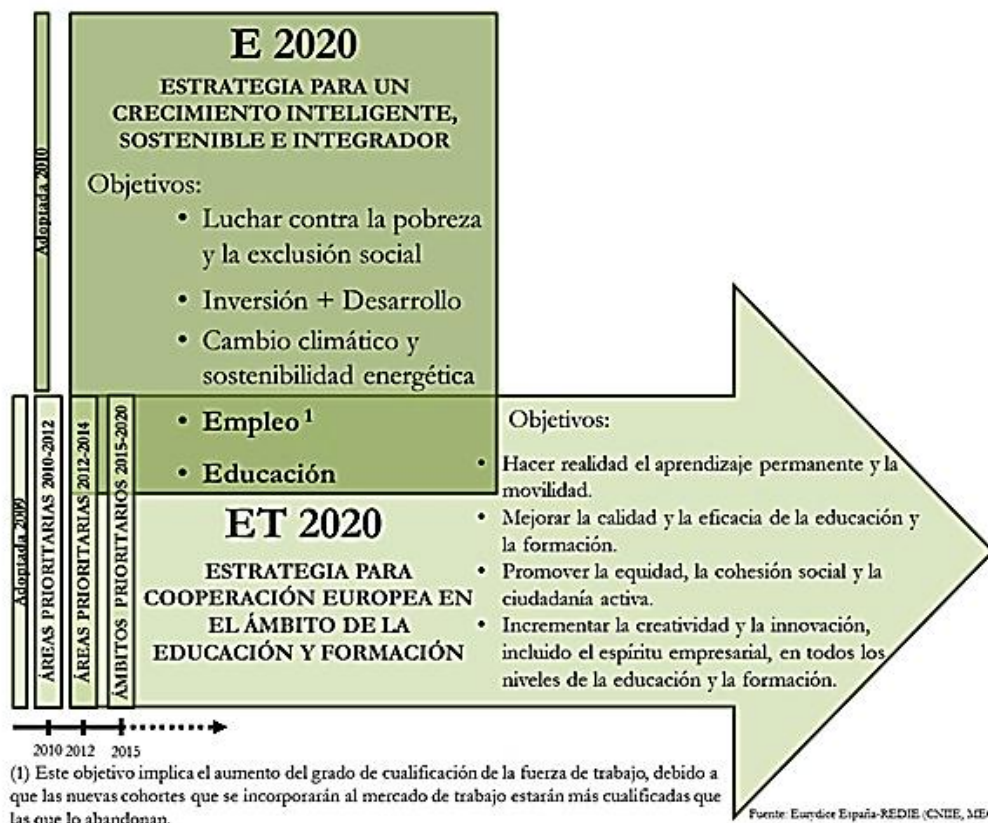 E 2020
ESTRATEGIA PARA UN
CRECIMIENTO INTELIGENTE,
SOSTENIBLE E INTEGRADOR
Adoptada 2010
Objetivos:
• Luchar contra la pobreza
y la exclusión social
• Inversión + Desarrollo
• Cambio climático y
sostenibilidad energética
• Empleo¹
• Educación
Adoptada 2009
ÁREAS PRIORITARIAS 2010-2012
ÁREAS PRIORITARIAS 2012-2014
ÁMBITOS PRIORITARIOS 2015-2020
ET 2020
ESTRATEGIA PARA
COOPERACIÓN EUROPEA EN
EL ÁMBITO DE LA
EDUCACIÓN Y FORMACIÓN
Objetivos:
• Hacer realidad el aprendizaje permanente y la
movilidad.
• Mejorar la calidad y la eficacia de la educación y
la formación.
• Promover la equidad, la cohesión social y la
ciudadanía activa.
• Incrementar la creatividad y la innovación,
incluido el espíritu empresarial, en todos los
niveles de la educación y la formación.
2010 2012 2015
(1) Este objetivo implica el aumento del grado de cualificación de la fuerza de trabajo, debido a
que las nuevas cohortes que se incorporarán al mercado de trabajo estarán más cualificadas que
las que lo abandonan.
Fuente: Eurydice España-REDIE (CNIIE,